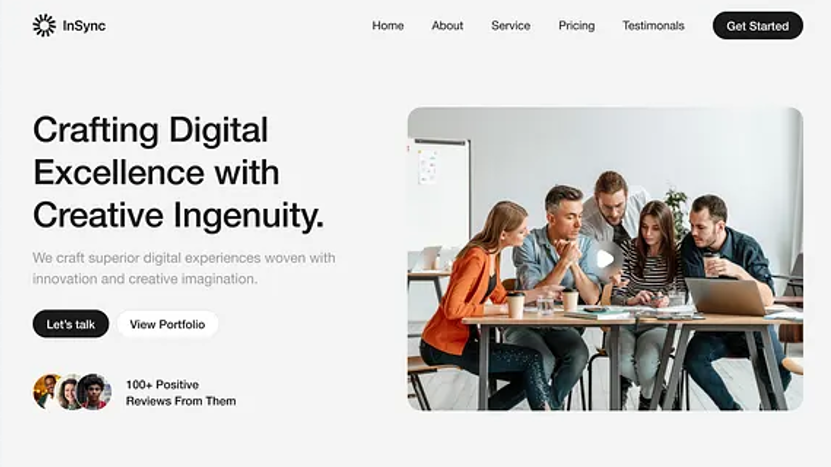 InSync
Home
About
Service
Pricing
Testimonals
Get Started
Crafting Digital
Excellence with
Creative Ingenuity.
We craft superior digital experiences woven with
innovation and creative imagination.
Let's talk
View Portfolio
100+ Positive
Reviews From Them